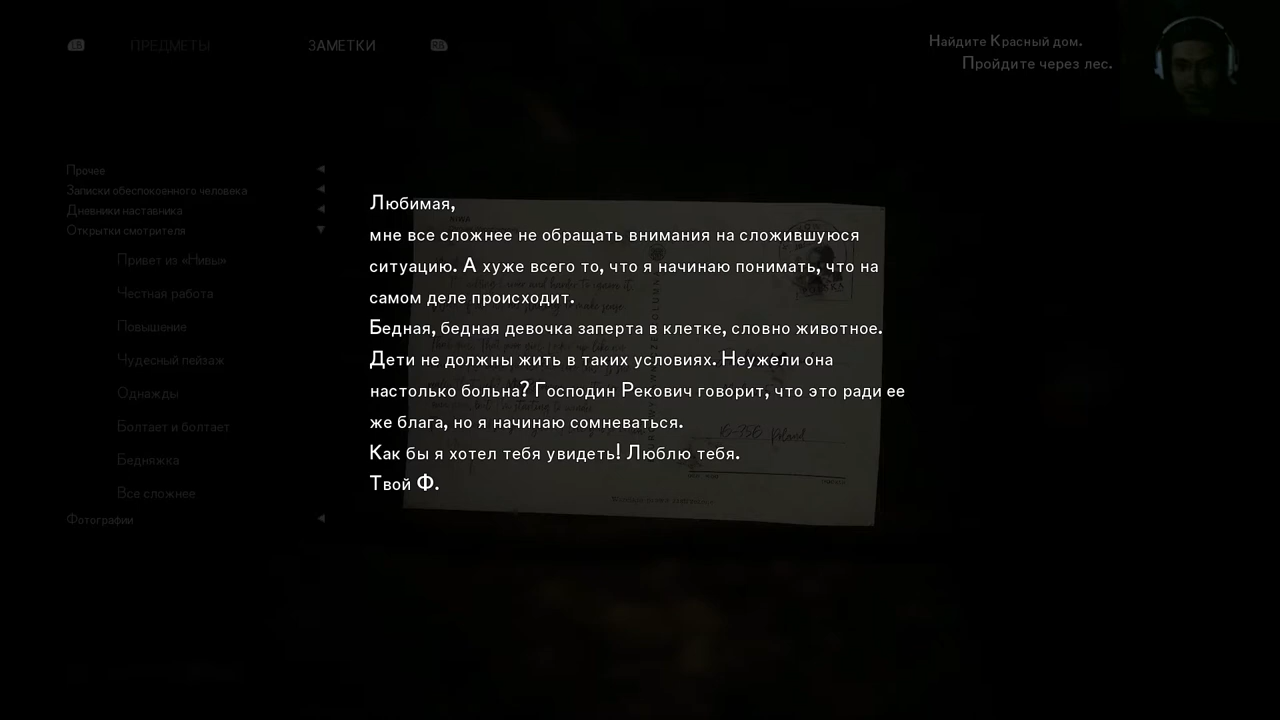 LB ПРЕДМЕТЫ ЗАМЕТКИ RB
Найдите Красный дом.
Пройдите через лес.
Прочее
Записки обеспокоенного человека
Дневники наставника
Открытки смотрителя
Привет из «Нивы»
Честная работа
Повышение
Чудесный пейзаж
Однажды
Болтает и болтает
Бедняжка
Все сложнее
Фотографии
Любимая,
мне все сложнее не обращать внимания на сложившуюся
ситуацию. А хуже всего то, что я начинаю понимать, что на
самом деле происходит.
Бедная, бедная девочка заперта в клетке, словно животное.
Дети не должны жить в таких условиях. Неужели она
настолько больна? Господин Рекович говорит, что это ради ее
же блага, но я начинаю сомневаться.
Как бы я хотел тебя увидеть! Люблю тебя.
Твой Ф.
Poland